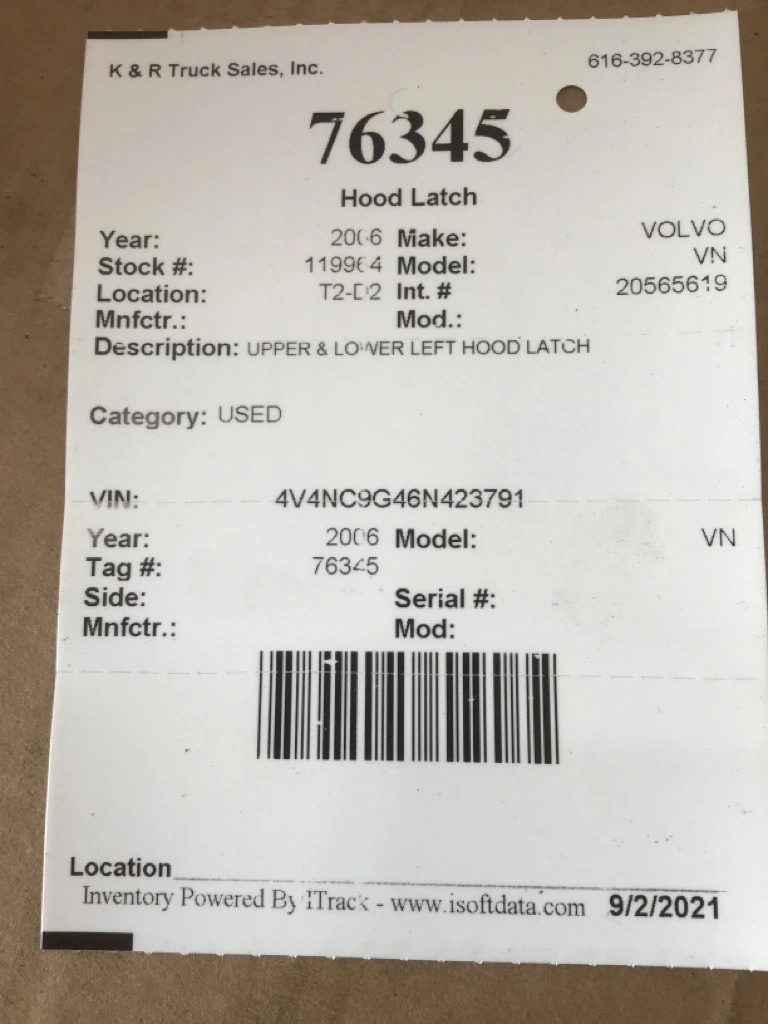 K & R Truck Sales, Inc. 616-392-8377
76345
Hood Latch
Year: 2006 Make: VOLVO
Stock #: 119964 Model: VN
Location: T2-D2 Int. # 20565619
Mnfctr.: Mod.:
Description: UPPER & LOWER LEFT HOOD LATCH
Category: USED
VIN: 4V4NC9G46N423791
Year: 2006 Model: VN
Tag #: 76345
Side: Serial #:
Mnfctr.: Mod:
Location
Inventory Powered By ITrack - www.isoftdata.com 9/2/2021